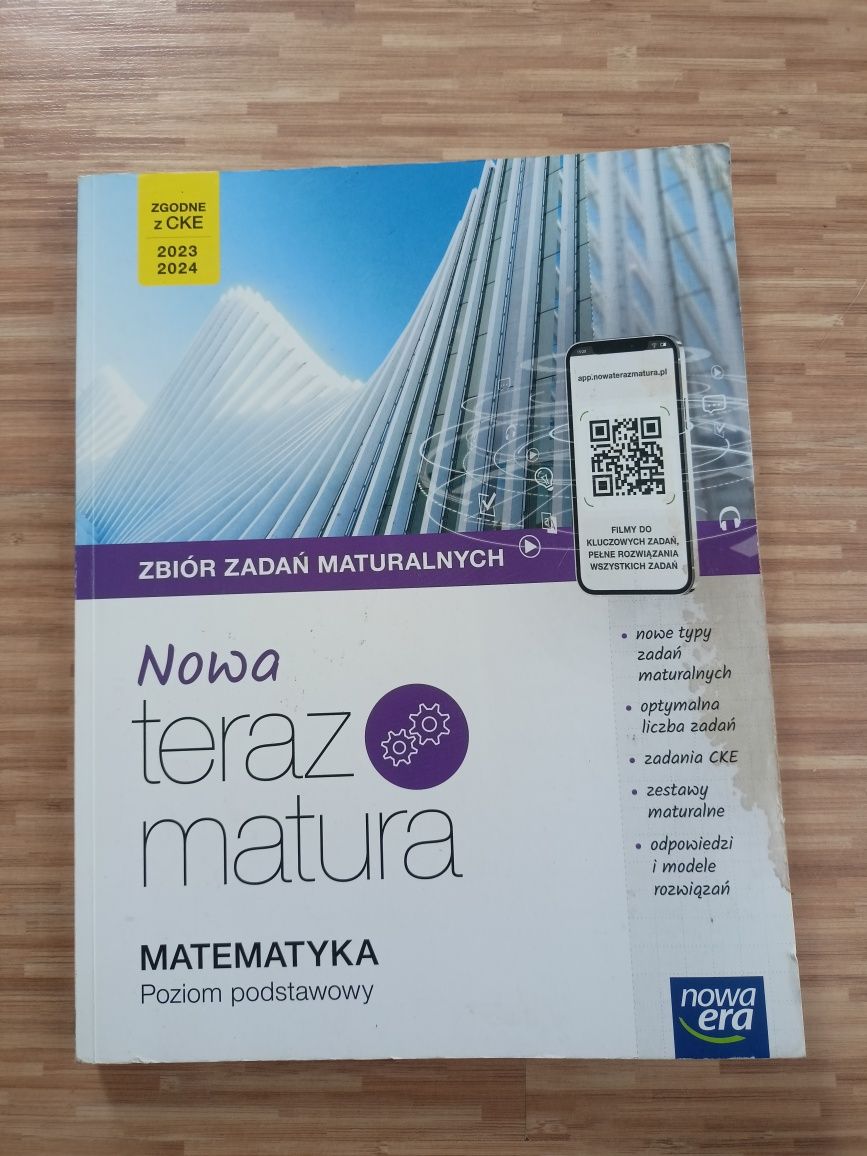 ZGODNE
z CKE
2023
2024
app.nowaterazmatura.pl
FILMY DO
KLUCZOWYCH ZADAŃ,
PEŁNE ROZWIĄZANIA
WSZYSTKICH ZADAŃ
ZBIÓR ZADAŃ MATURALNYCH
Nowa
teraz
matura
• nowe typy
zadań
maturalnych
• optymalna
liczba zadań
• zadania CKE
• zestawy
maturalne
• odpowiedzi
i modele
rozwiązań
MATEMATYKA
Poziom podstawowy
nowa
era